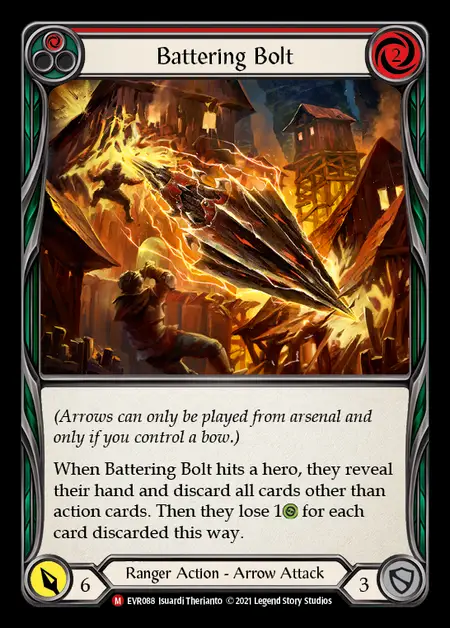 Battering Bolt
2
(Arrows can only be played from arsenal and
only if you control a bow.)
When Battering Bolt hits a hero, they reveal
their hand and discard all cards other than
action cards. Then they lose 1 for each
card discarded this way.
6
Ranger Action - Arrow Attack
3
M EVR088 Isuardi Therianto © 2021 Legend Story Studios